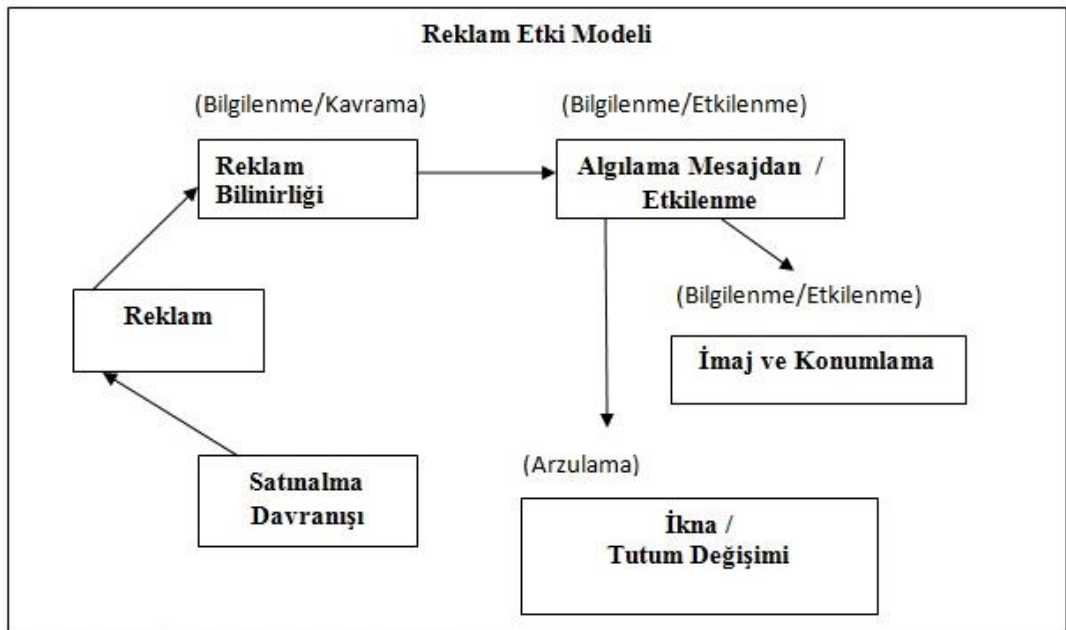 Reklam Etki Modeli
(Bilgilenme/Kavrama)
(Bilgilenme/Etkilenme)
Reklam
Bilinirliği
Algılama Mesajdan /
Etkilenme
(Bilgilenme/Etkilenme)
Reklam
İmaj ve Konumlama
(Arzulama)
Satınalma
Davranışı
İkna /
Tutum Değişimi